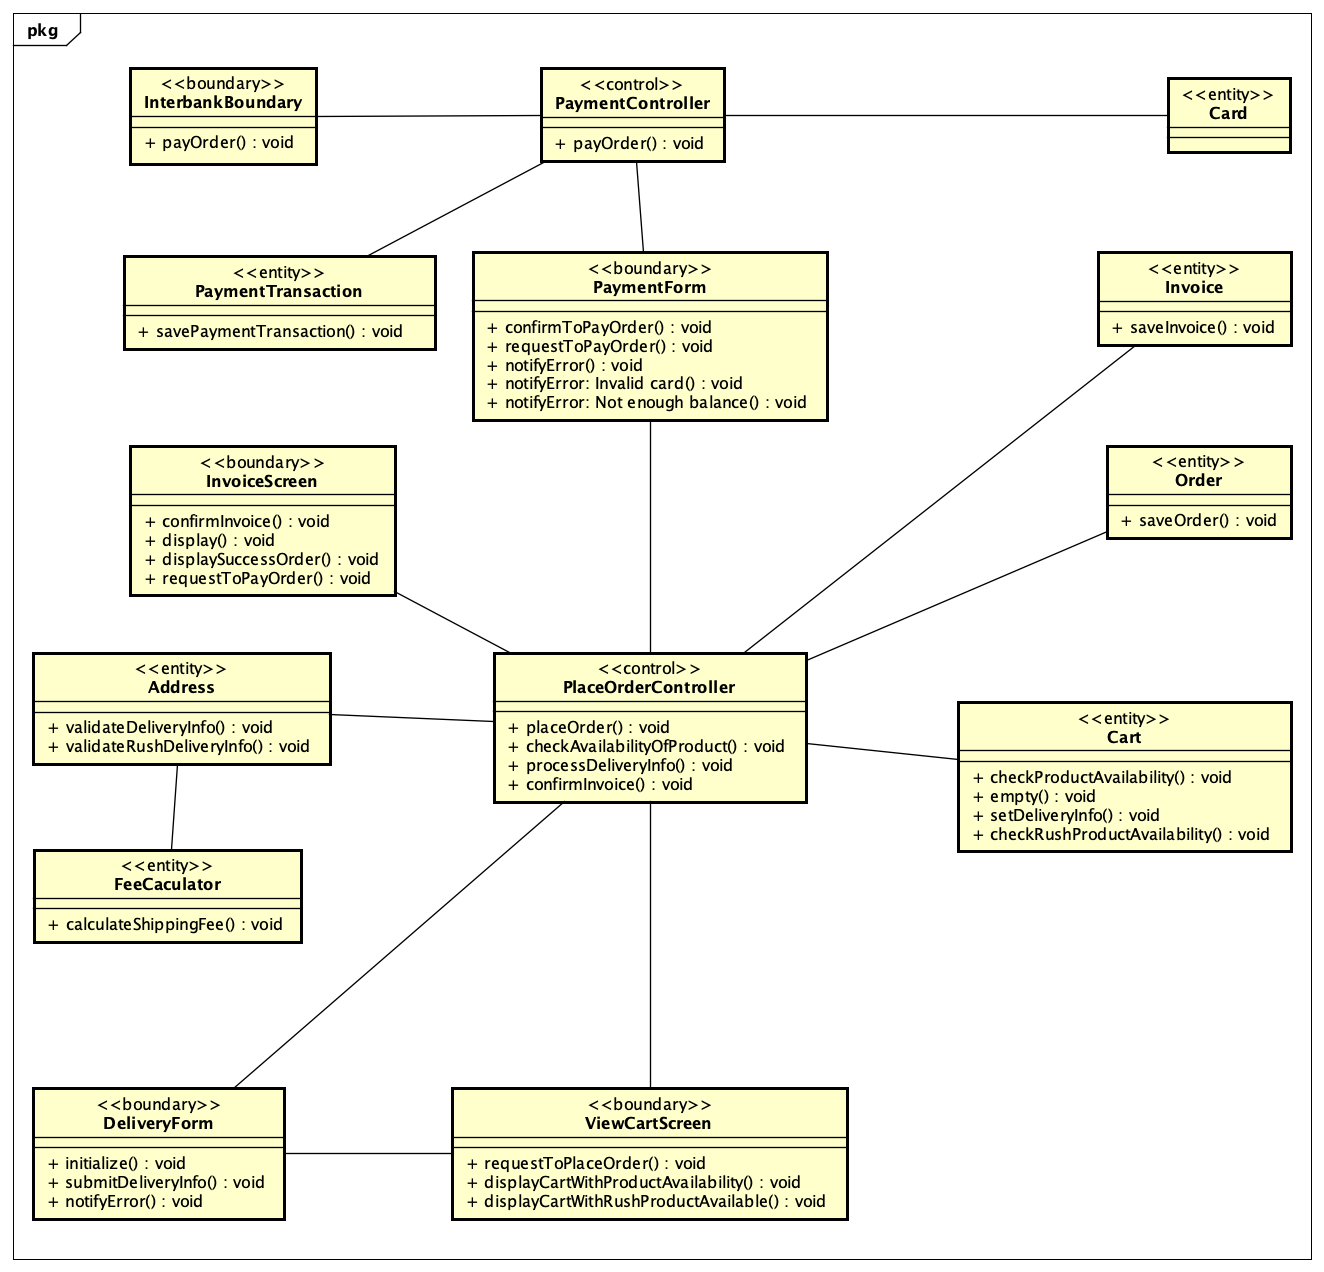 pkg
<<boundary>>
InterbankBoundary
+ payOrder() : void
<<control>>
PaymentController
+ payOrder() : void
<<entity>>
Card
<<entity>>
PaymentTransaction
+ savePaymentTransaction() : void
<<boundary>>
PaymentForm
+ confirmToPayOrder() : void
+ requestToPayOrder() : void
+ notifyError() : void
+ notifyError: Invalid card() : void
+ notifyError: Not enough balance() : void
<<entity>>
Invoice
+ saveInvoice() : void
<<boundary>>
InvoiceScreen
+ confirmInvoice() : void
+ display() : void
+ displaySuccessOrder() : void
+ requestToPayOrder() : void
<<entity>>
Order
+ saveOrder() : void
<<entity>>
Address
+ validateDeliveryInfo() : void
+ validateRushDeliveryInfo() : void
<<control>>
PlaceOrderController
+ placeOrder() : void
+ checkAvailabilityOfProduct() : void
+ processDeliveryInfo() : void
+ confirmInvoice() : void
<<entity>>
Cart
+ checkProductAvailability() : void
+ empty() : void
+ setDeliveryInfo() : void
+ checkRushProductAvailability() : void
<<entity>>
FeeCaculator
+ calculateShippingFee() : void
<<boundary>>
DeliveryForm
+ initialize() : void
+ submitDeliveryInfo() : void
+ notifyError() : void
<<boundary>>
ViewCartScreen
+ requestToPlaceOrder() : void
+ displayCartWithProductAvailability() : void
+ displayCartWithRushProductAvailable() : void